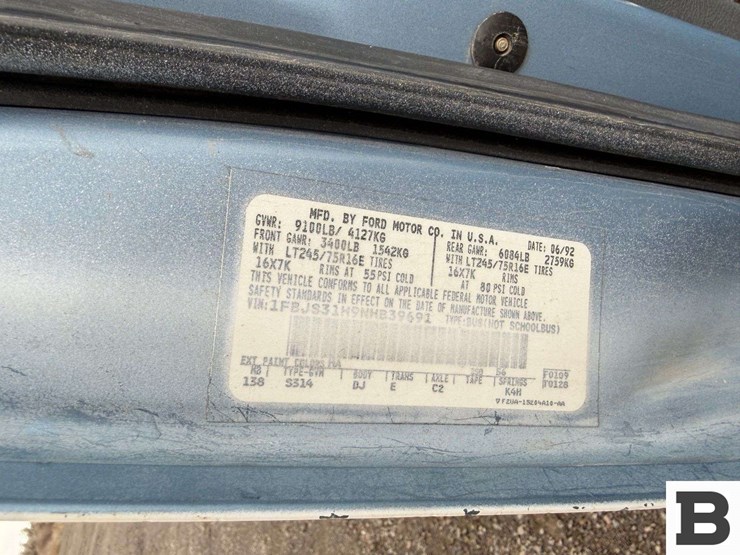 MFD. BY FORD MOTOR CO. IN U.S.A.
DATE: 06/92
GVWR: 9100LB/ 4127KG
FRONT GAWR: 3400LB 1542KG
REAR GAWR: 6084LB 2759KG
WITH LT245/75R16E TIRES
WITH LT245/75R16E TIRES
16X7K RIMS AT 55 PSI COLD
16X7K RIMS AT 80 PSI COLD
THIS VEHICLE CONFORMS TO ALL APPLICABLE FEDERAL MOTOR VEHICLE
SAFETY STANDARDS IN EFFECT ON THE DATE OF MANUFACTURE SHOWN ABOVE.
VIN: 1FBJS31H9NHB39691 TYPE: BUS(NOT SCHOOLBUS)
EXT PAINT COLORS MA DSO F0109
WB TYPE-GVW BODY TRANS AXLE TAPE SPRINGS F0128
138 S314 DJ E C2 K4H
B